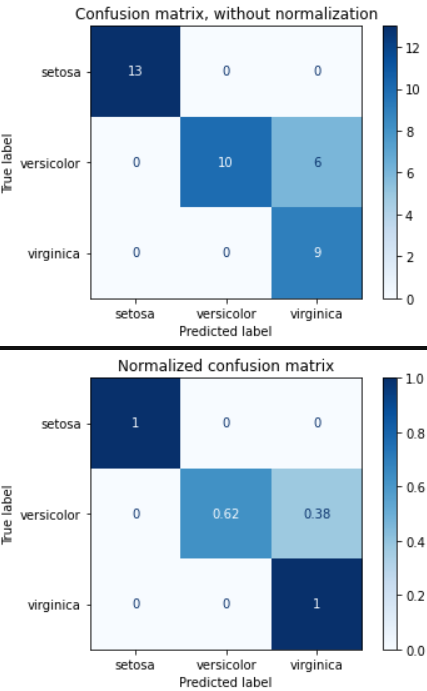 Confusion matrix, without normalization
setosa 13 0 0
versicolor 0 10 6
virginica 0 0 9
setosa versicolor virginica
Predicted label
True label
12
10
8
6
4
2
0
Normalized confusion matrix
setosa 1 0 0
versicolor 0 0.62 0.38
virginica 0 0 1
setosa versicolor virginica
Predicted label
True label
1.0
0.8
0.6
0.4
0.2
0.0